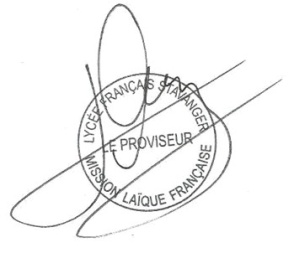 LYCÉE FRANÇAIS STAVANGER
LE PROVISEUR
MISSION LAÏQUE FRANÇAISE